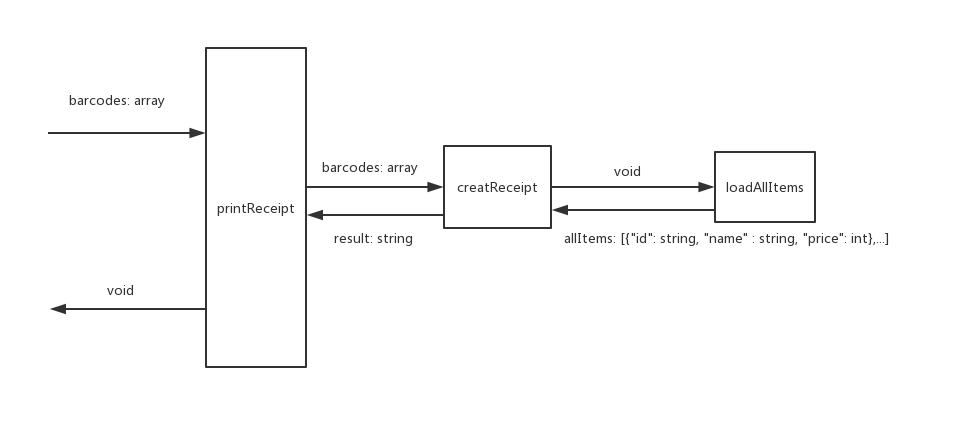 barcodes: array
barcodes: array
void
creatReceipt
loadAllItems
printReceipt
result: string
allItems: [{"id": string, "name" : string, "price": int},...]
void